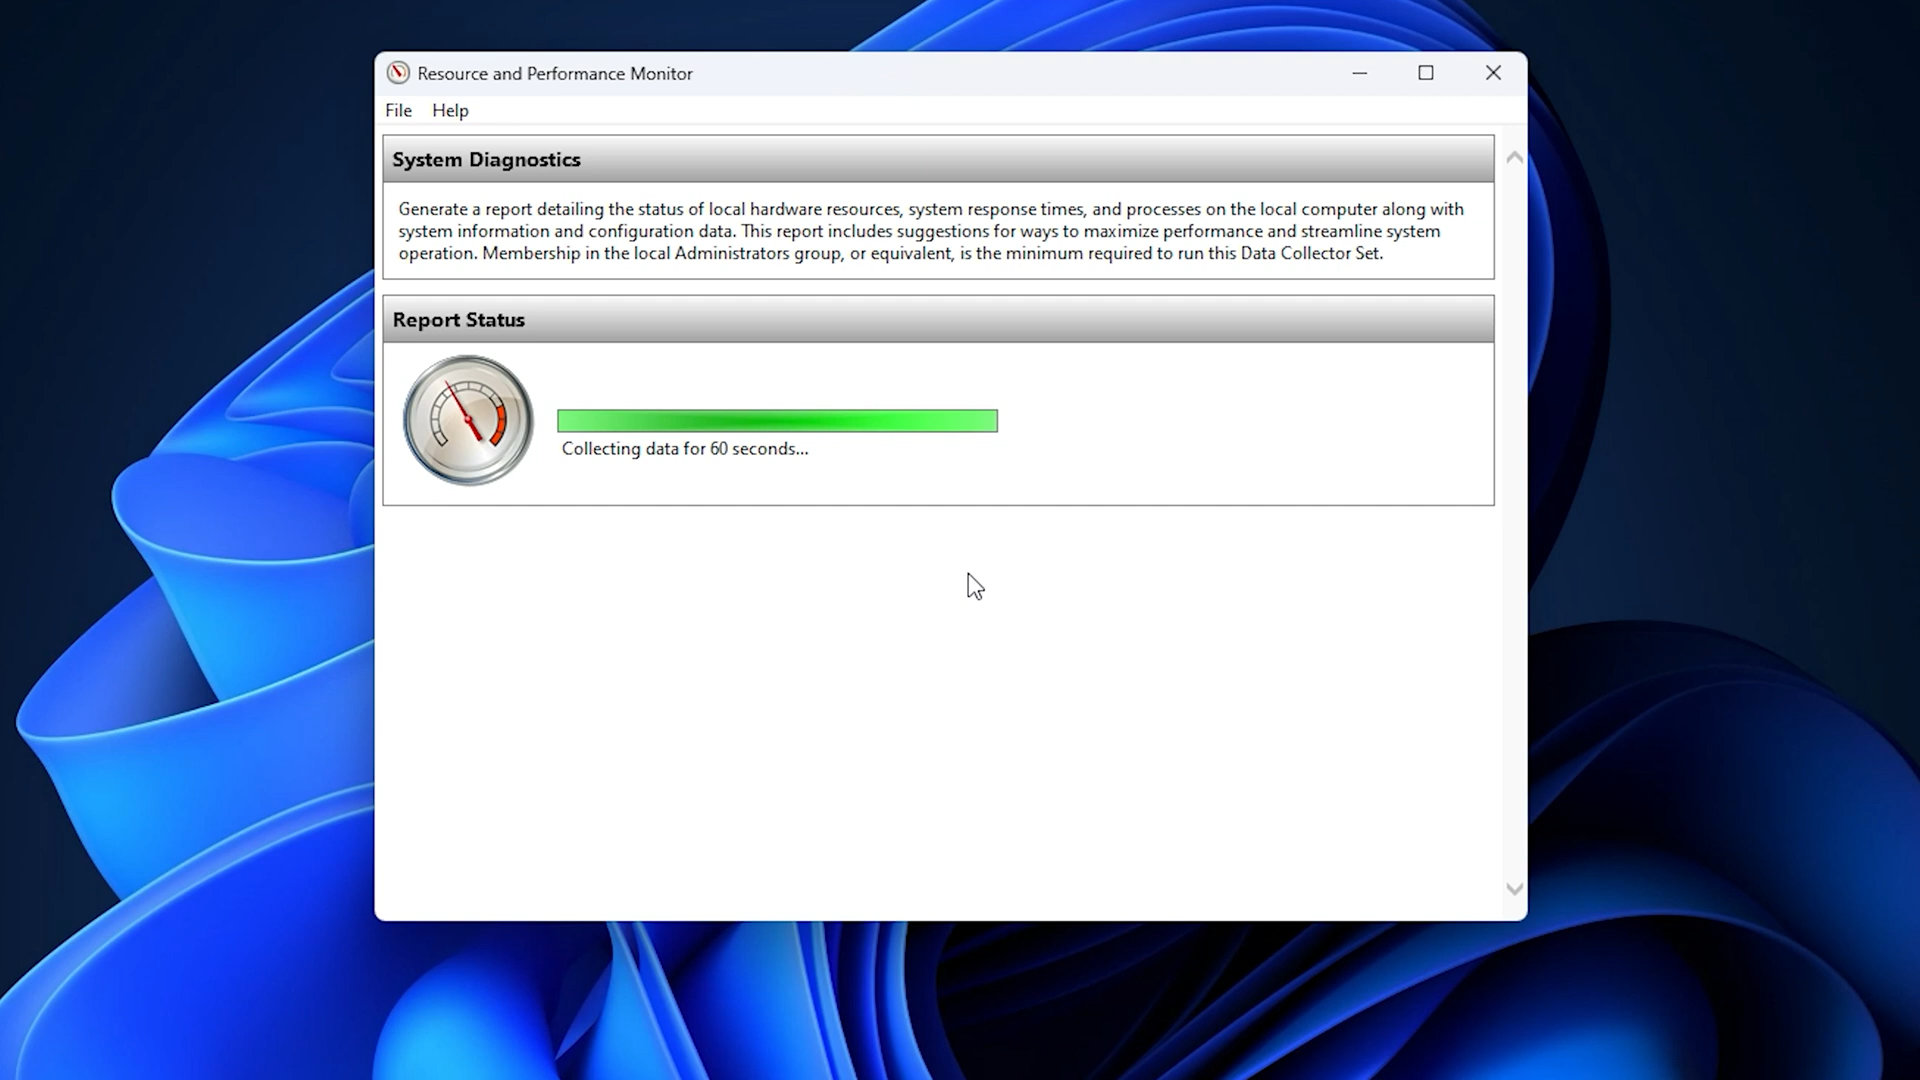 Resource and Performance Monitor
File Help
System Diagnostics
Generate a report detailing the status of local hardware resources, system response times, and processes on the local computer along with
system information and configuration data. This report includes suggestions for ways to maximize performance and streamline system
operation. Membership in the local Administrators group, or equivalent, is the minimum required to run this Data Collector Set.
Report Status
Collecting data for 60 seconds...